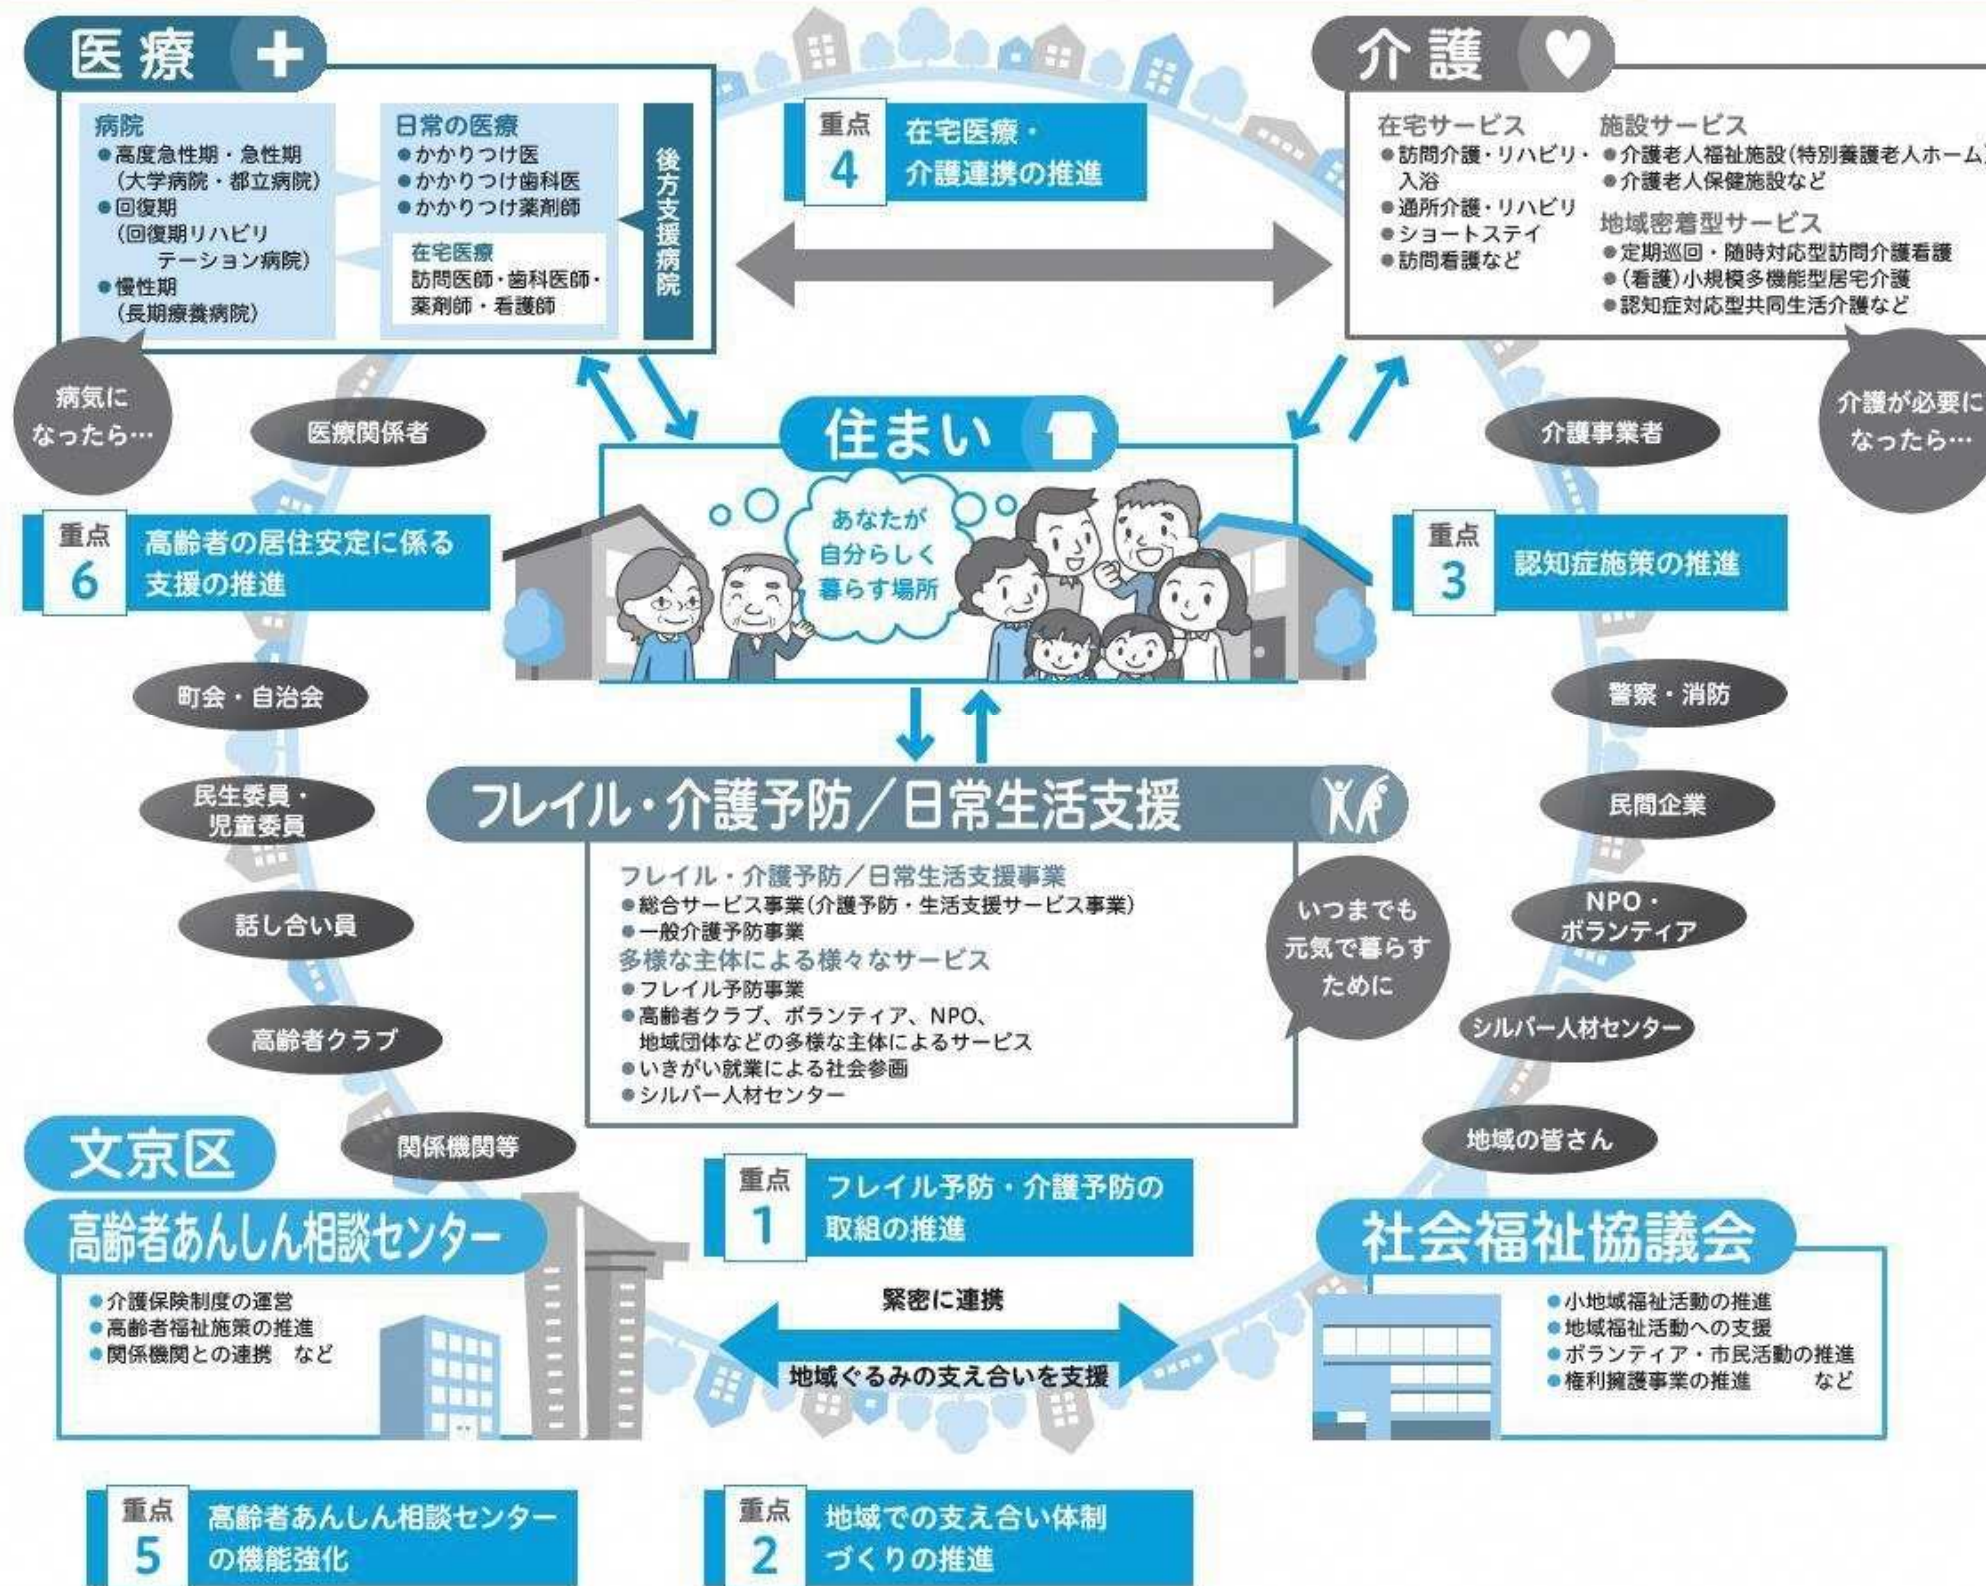 医療
病院
●高度急性期・急性期
(大学病院・都立病院)
●回復期
(回復期リハビリ
テーション病院)
●慢性期
(長期療養病院)
日常の医療
●かかりつけ医
●かかりつけ歯科医
●かかりつけ薬剤師
在宅医療
訪問医師・歯科医師・
薬剤師・看護師
後方支援病院
重点
4
在宅医療・
介護連携の推進
介護
在宅サービス
●訪問介護・リハビリ・
入浴
●通所介護・リハビリ
●ショートステイ
●訪問看護など
施設サービス
●介護老人福祉施設(特別養護老人ホーム)
●介護老人保健施設など
地域密着型サービス
●定期巡回・随時対応型訪問介護看護
●(看護)小規模多機能型居宅介護
●認知症対応型共同生活介護など
病気に
なったら…
医療関係者
住まい
あなたが
自分らしく
暮らす場所
介護事業者
介護が必要に
なったら…
重点
6
高齢者の居住安定に係る
支援の推進
重点
3
認知症施策の推進
町会・自治会
警察・消防
民生委員・
児童委員
民間企業
話し合い員
NPO・
ボランティア
高齢者クラブ
シルバー人材センター
関係機関等
地域の皆さん
フレイル・介護予防／日常生活支援
フレイル・介護予防／日常生活支援事業
●総合サービス事業(介護予防・生活支援サービス事業)
●一般介護予防事業
多様な主体による様々なサービス
●フレイル予防事業
●高齢者クラブ、ボランティア、NPO、
地域団体などの多様な主体によるサービス
●いきがい就業による社会参画
●シルバー人材センター
いつまでも
元気で暮らす
ために
文京区
高齢者あんしん相談センター
●介護保険制度の運営
●高齢者福祉施策の推進
●関係機関との連携 など
重点
1
フレイル予防・介護予防の
取組の推進
緊密に連携
地域ぐるみの支え合いを支援
社会福祉協議会
●小地域福祉活動の推進
●地域福祉活動への支援
●ボランティア・市民活動の推進
●権利擁護事業の推進 など
重点
5
高齢者あんしん相談センター
の機能強化
重点
2
地域での支え合い体制
づくりの推進